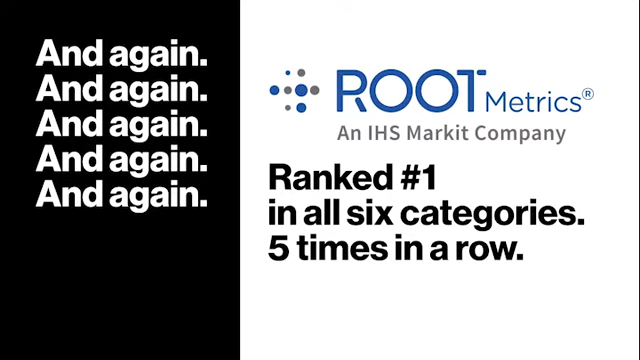 And again.
And again.
And again.
And again.
And again.
ROOT Metrics®
An IHS Markit Company
Ranked #1
in all six categories.
5 times in a row.